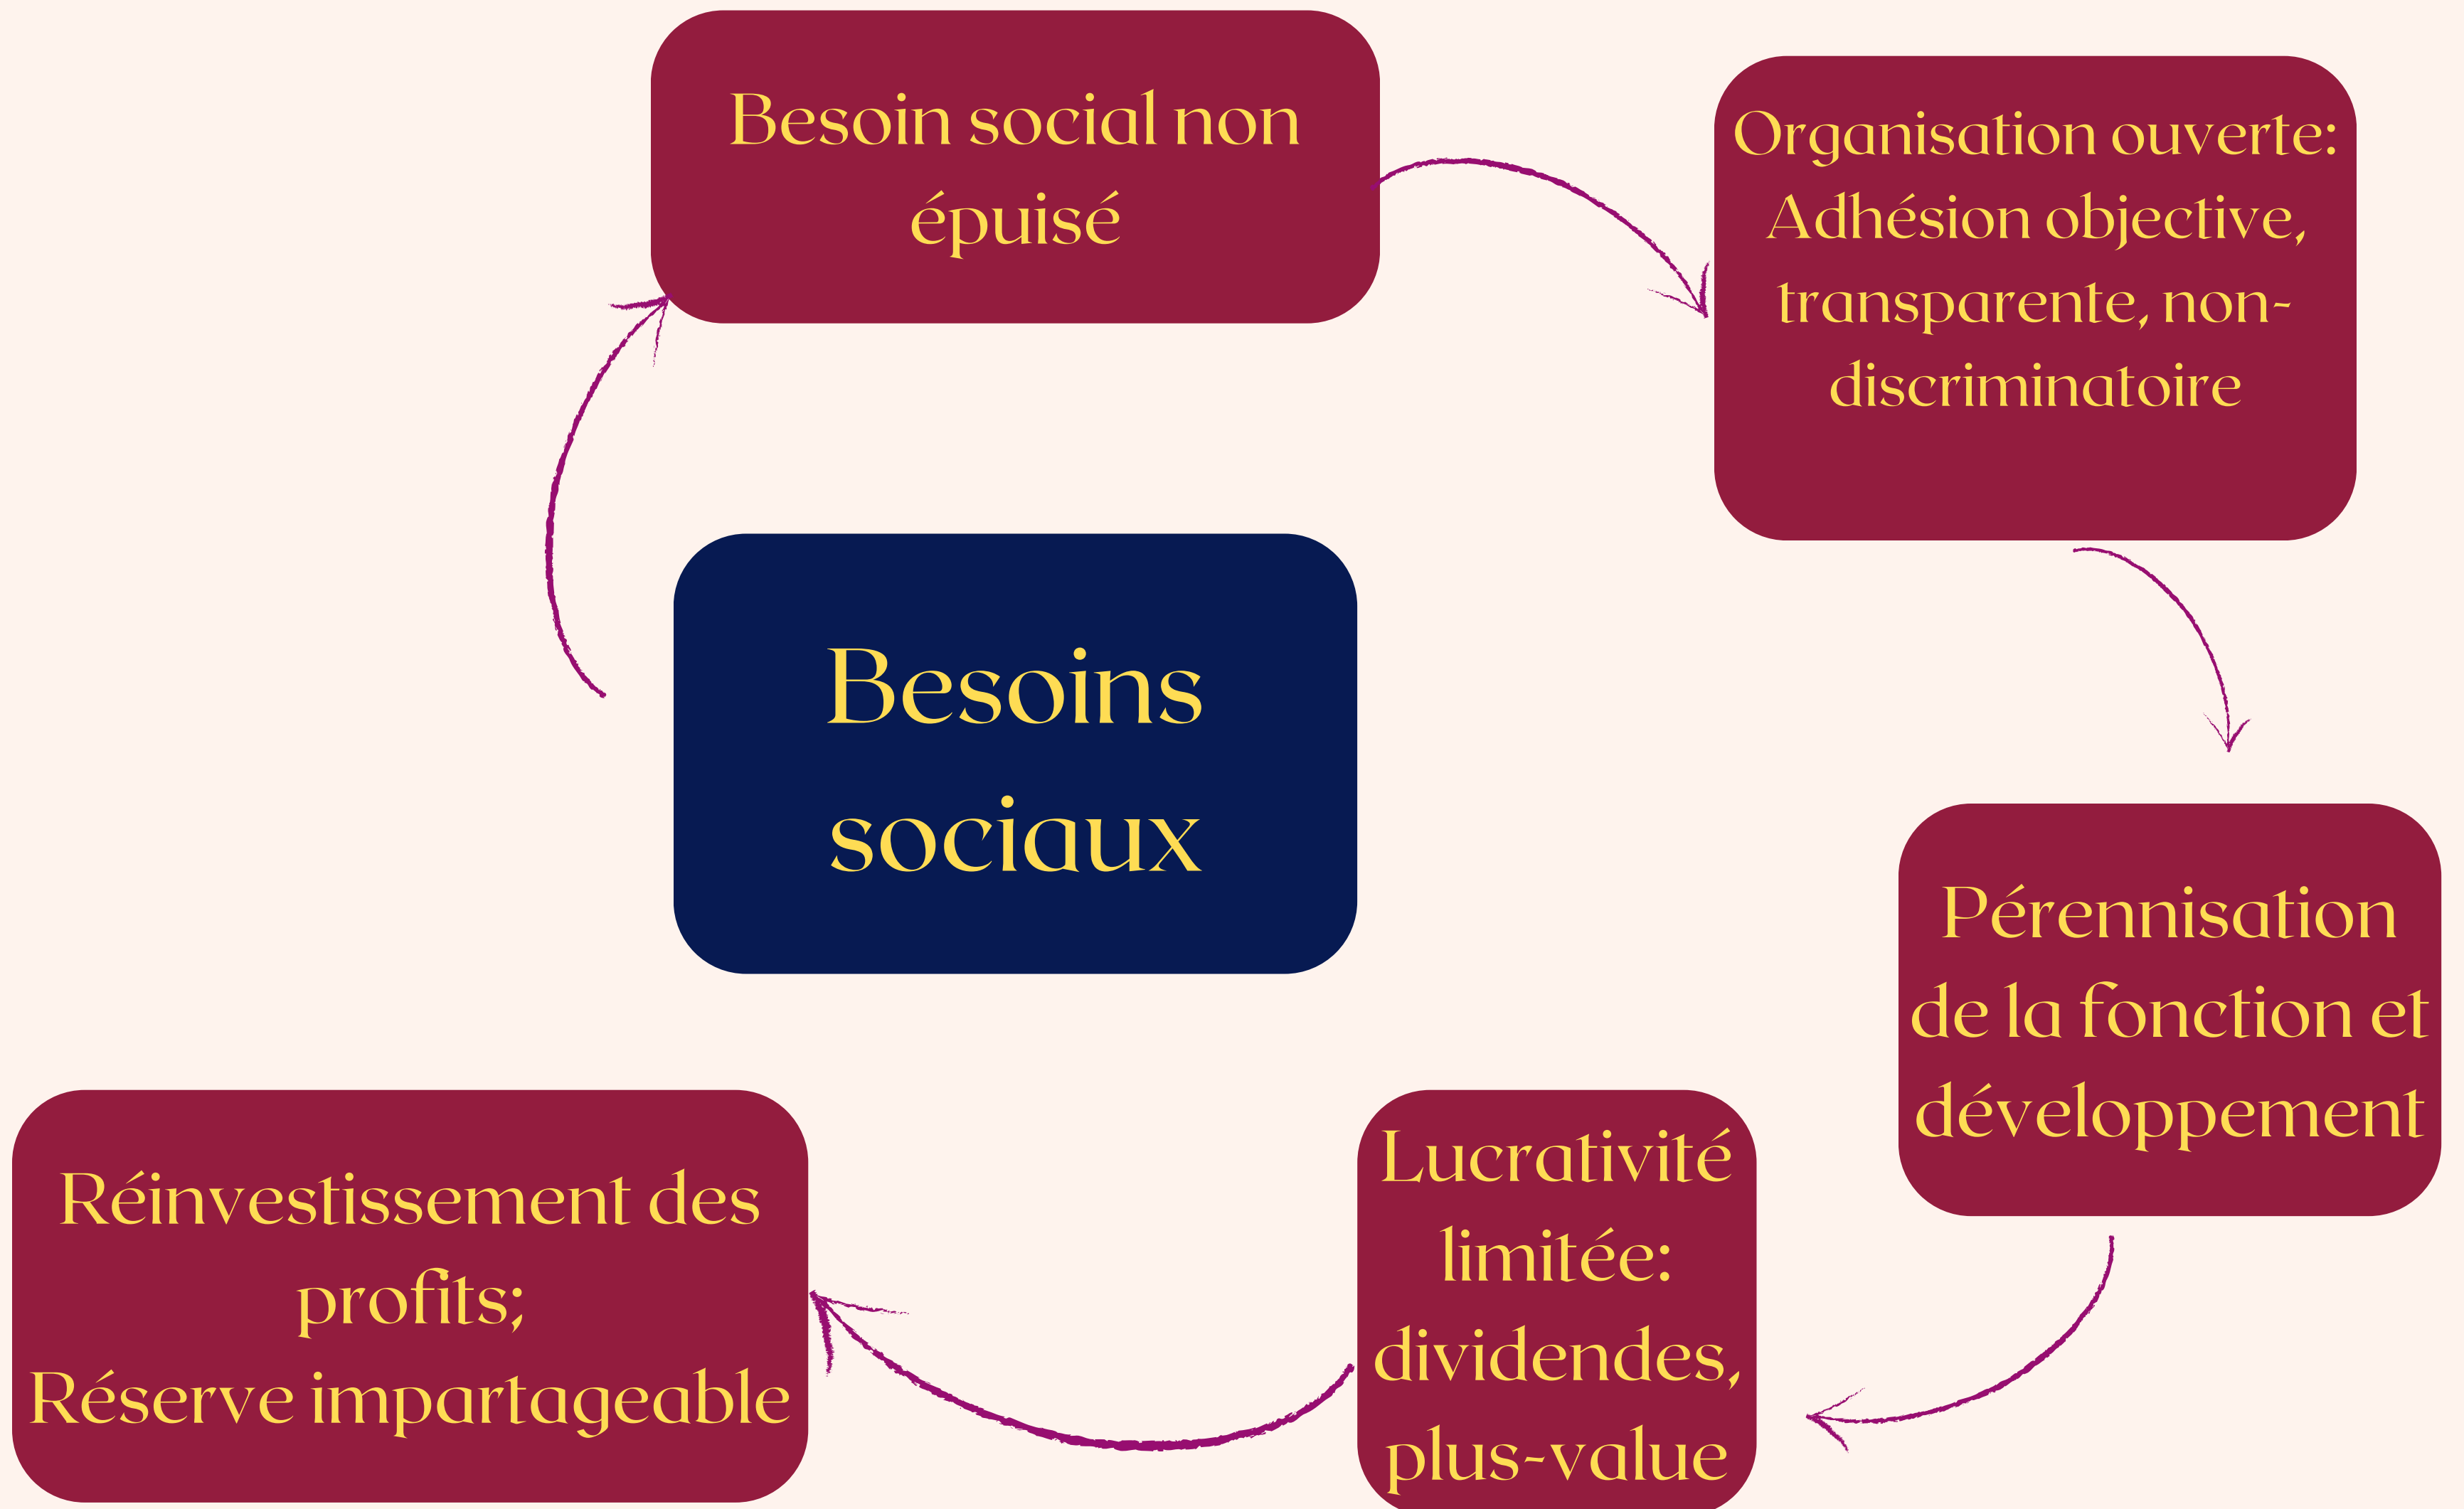 Besoin social non
épuisé
Organisation ouverte:
Adhésion objective,
transparente, non-
discriminatoire
Besoins
sociaux
Pérennisation
de la fonction et
développement
Lucrativité
limitée:
dividendes,
plus-value
Réinvestissement des
profits;
Réserve impartageable